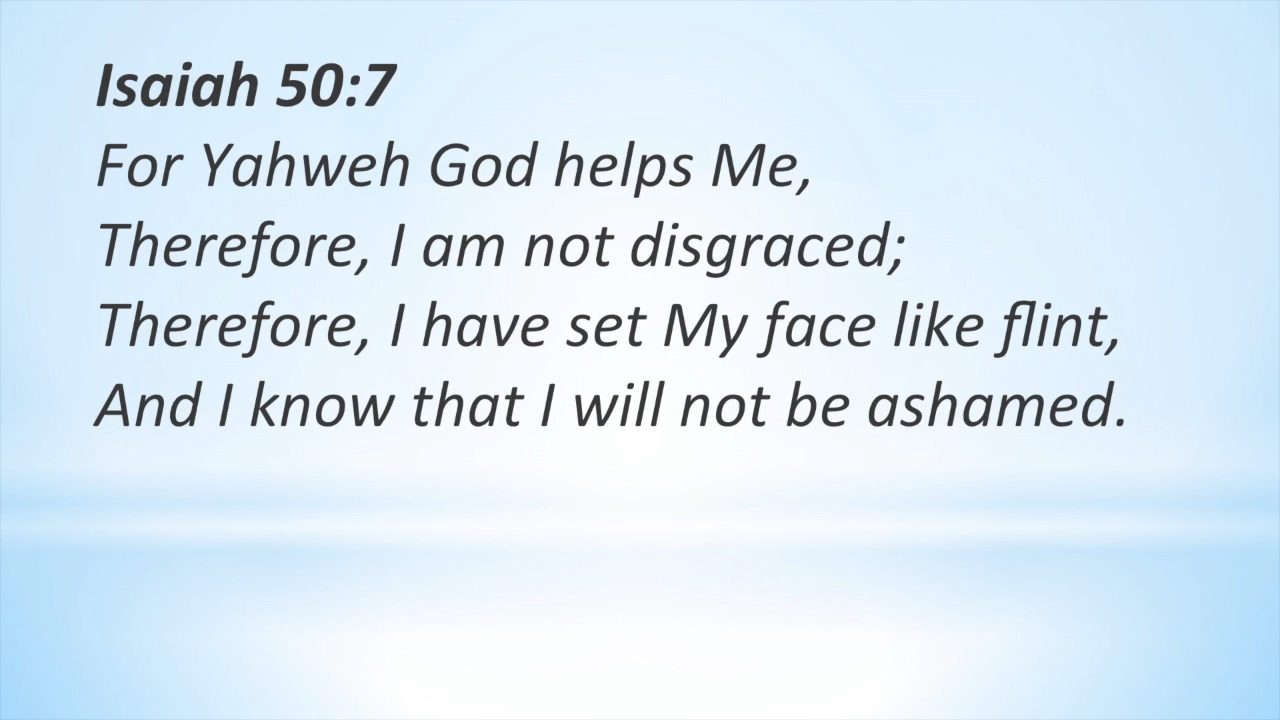 Isaiah 50:7
For Yahweh God helps Me,
Therefore, I am not disgraced;
Therefore, I have set My face like flint,
And I know that I will not be ashamed.